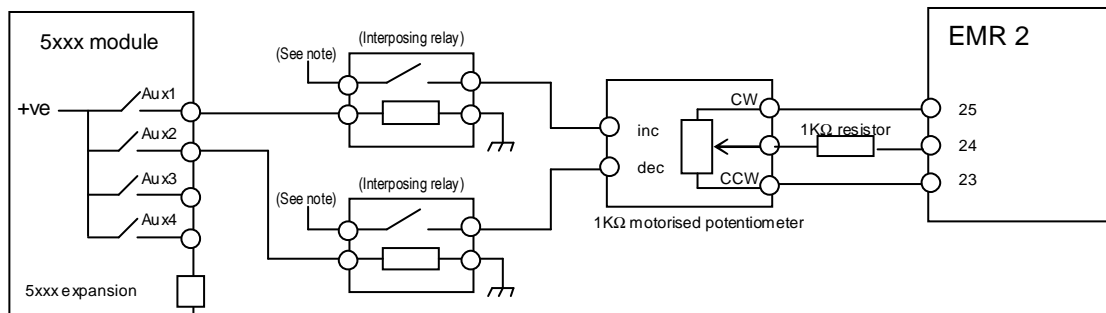 5xxx module
+ve
Aux1
Aux2
Aux3
Aux4
5xxx expansion
(See note)
(Interposing relay)
(See note)
(Interposing relay)
inc
dec
CW
CCW
1KΩ motorised potentiometer
1KΩ resistor
EMR 2
25
24
23